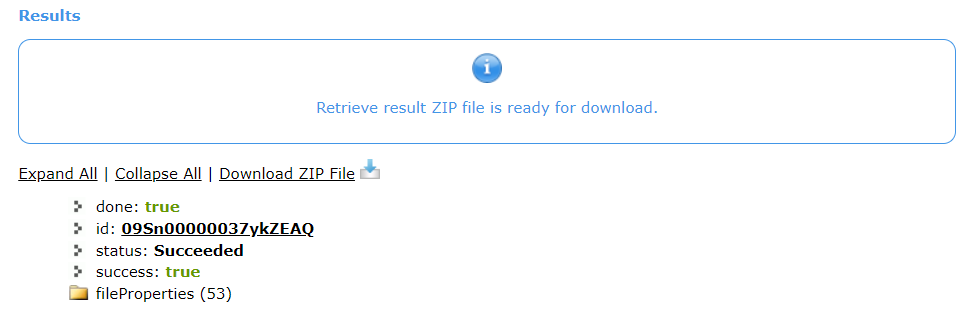 Results
Retrieve result ZIP file is ready for download.
Expand All | Collapse All | Download ZIP File
done: true
id: 09Sn00000037ykZEAQ
status: Succeeded
success: true
fileProperties (53)